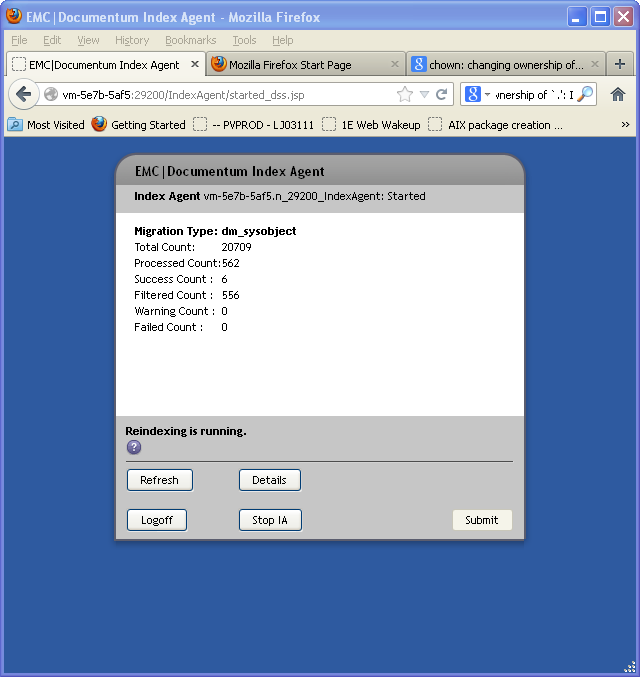 EMC|Documentum Index Agent - Mozilla Firefox
File Edit View History Bookmarks Tools Help
EMC|Documentum Index Agent Mozilla Firefox Start Page chown: changing ownership of...
vm-5e7b-5af5:29200/IndexAgent/started_dss.jsp wnership of `.': I
Most Visited Getting Started -- PVPROD - LJ03111 1E Web Wakeup AIX package creation ... »
EMC|Documentum Index Agent
Index Agent vm-5e7b-5af5.n_29200_IndexAgent: Started
Migration Type: dm_sysobject
Total Count: 20709
Processed Count:562
Success Count : 6
Filtered Count : 556
Warning Count : 0
Failed Count : 0
Reindexing is running.
?
Refresh Details
Logoff Stop IA Submit